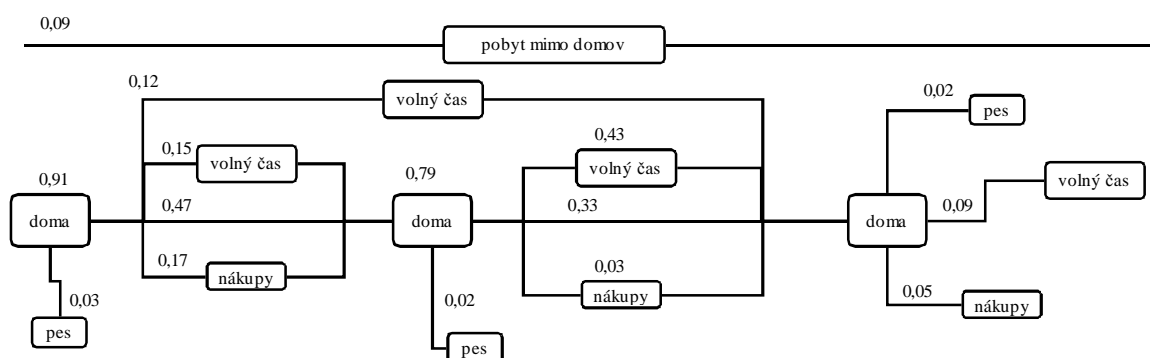 0,09
pobyt mimo domov
0,12
volný čas
0,02
pes
0,15
volný čas
0,43
volný čas
0,91
0,79
volný čas
doma
0,47
doma
0,33
doma
0,09
0,17
nákupy
0,03
nákupy
0,05
nákupy
0,03
pes
0,02
pes